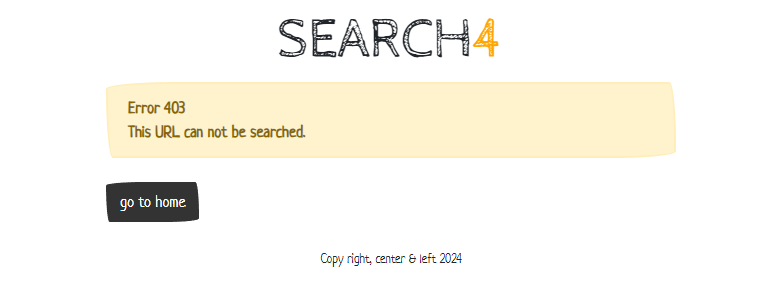 SEARCH4
Error 403
This URL can not be searched.
go to home
Copy right, center & left 2024